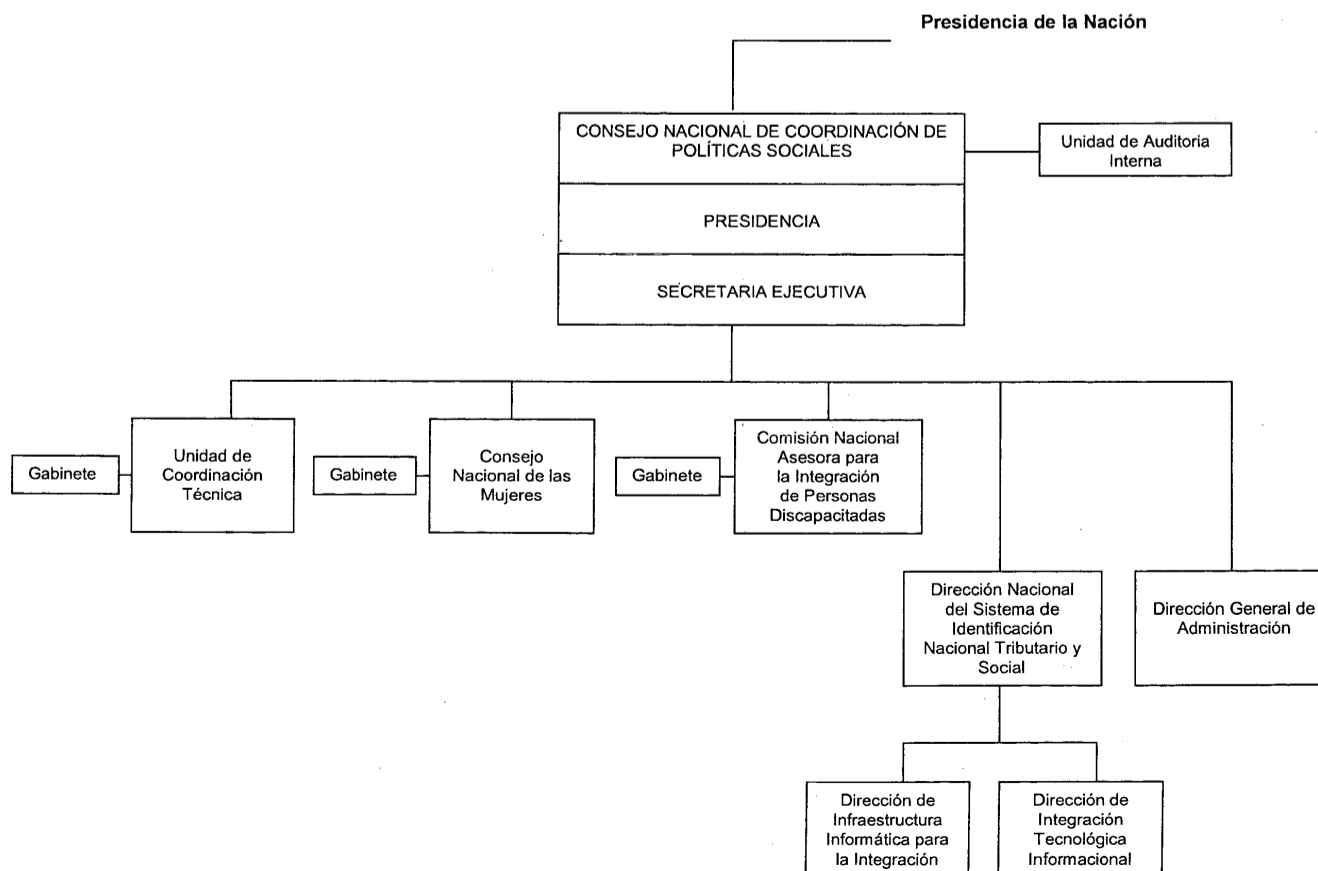 Presidencia de la Nación
CONSEJO NACIONAL DE COORDINACIÓN DE
POLÍTICAS SOCIALES
Unidad de Auditoria
Interna
PRESIDENCIA
SECRETARIA EJECUTIVA
Gabinete
Unidad de
Coordinación
Técnica
Gabinete
Consejo
Nacional de las
Mujeres
Gabinete
Comisión Nacional
Asesora para
la Integración
de Personas
Discapacitadas
Dirección Nacional
del Sistema de
Identificación
Nacional Tributario y
Social
Dirección General de
Administración
Dirección de
Infraestructura
Informática para
la Integración
Dirección de
Integración
Tecnológica
Informacional